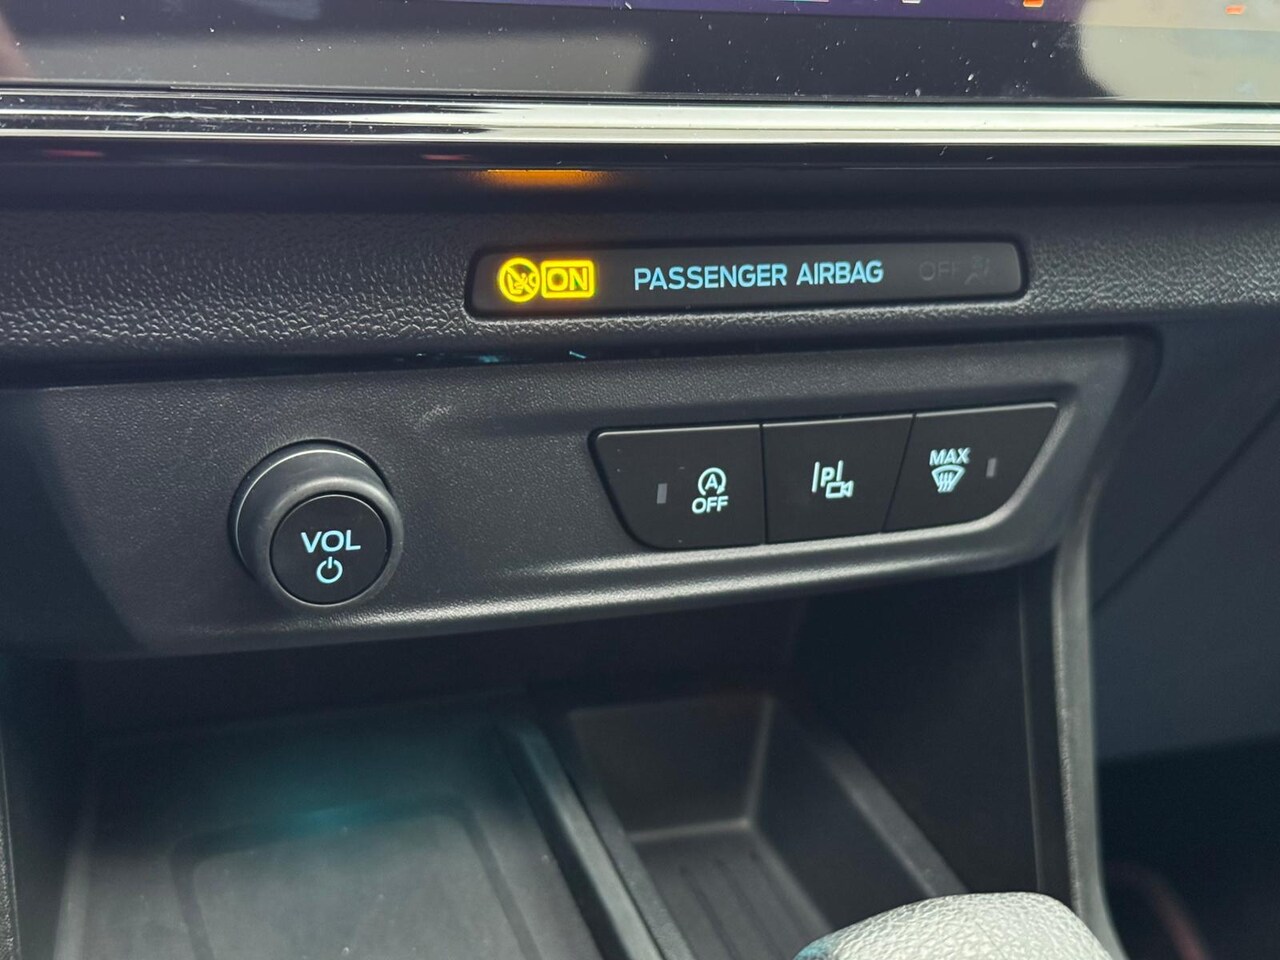 ON PASSENGER AIRBAG OFF
A
OFF
P
MAX
VOL